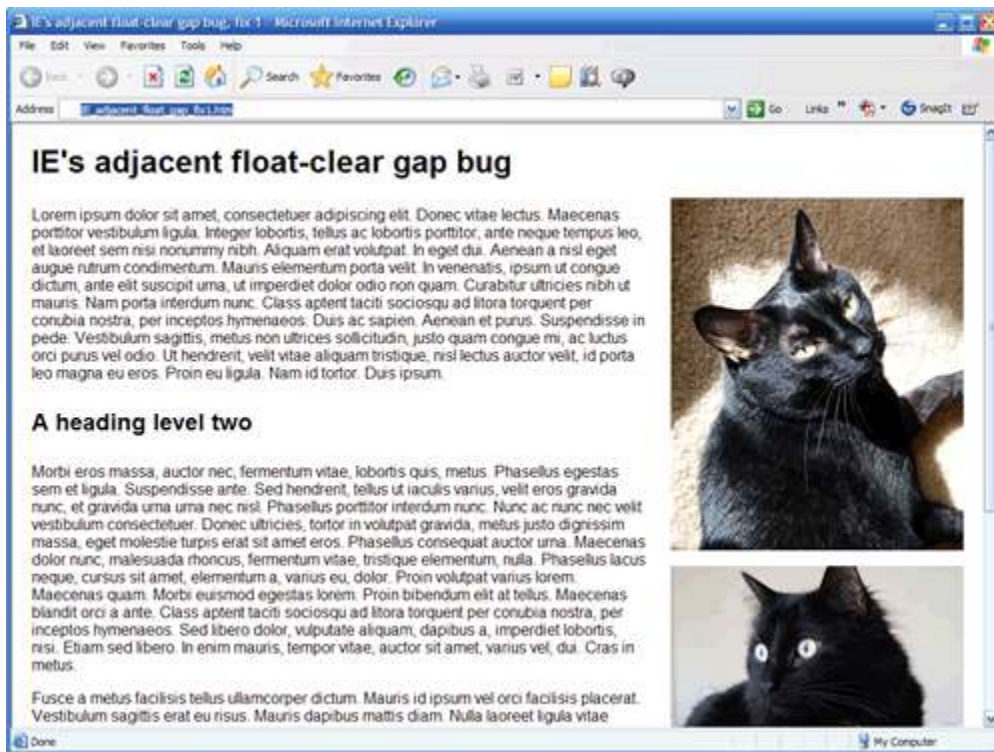 IE's adjacent float-clear gap bug, fix 1 - Microsoft Internet Explorer
File Edit View Favorites Tools Help
Back Search Favorites
Address IE_adjacent_float_gap_fix1.htm Go Links SnagIt
IE's adjacent float-clear gap bug
Lorem ipsum dolor sit amet, consectetuer adipiscing elit. Donec vitae lectus. Maecenas
porttitor vestibulum ligula. Integer lobortis, tellus ac lobortis porttitor, ante neque tempus leo,
et laoreet sem nisi nonummy nibh. Aliquam erat volutpat. In eget dui. Aenean a nisl eget
augue rutrum condimentum. Mauris elementum porta velit. In venenatis, ipsum ut congue
dictum, ante elit suscipit urna, ut imperdiet dolor odio non quam. Curabitur ultricies nibh ut
mauris. Nam porta interdum nunc. Class aptent taciti sociosqu ad litora torquent per
conubia nostra, per inceptos hymenaeos. Duis ac sapien. Aenean et purus. Suspendisse in
pede. Vestibulum sagittis, metus non ultrices sollicitudin, justo quam congue mi, ac luctus
orci purus vel odio. Ut hendrerit, velit vitae aliquam tristique, nisl lectus auctor velit, id porta
leo magna eu eros. Proin eu ligula. Nam id tortor. Duis ipsum.
A heading level two
Morbi eros massa, auctor nec, fermentum vitae, lobortis quis, metus. Phasellus egestas
sem et ligula. Suspendisse ante. Sed hendrerit, tellus ut iaculis varius, velit eros gravida
nunc, et gravida urna urna nec nisl. Phasellus porttitor interdum nunc. Nunc ac nunc nec velit
vestibulum consectetuer. Donec ultricies, tortor in volutpat gravida, metus justo dignissim
massa, eget molestie turpis erat sit amet eros. Phasellus consequat auctor urna. Maecenas
dolor nunc, malesuada rhoncus, fermentum vitae, tristique elementum, nulla. Phasellus lacus
neque, cursus sit amet, elementum a, varius eu, dolor. Proin volutpat varius lorem.
Maecenas quam. Morbi euismod egestas lorem. Proin bibendum elit at tellus. Maecenas
blandit orci a ante. Class aptent taciti sociosqu ad litora torquent per conubia nostra, per
inceptos hymenaeos. Sed libero dolor, vulputate aliquam, dapibus a, imperdiet lobortis,
nisi. Etiam sed libero. In enim mauris, tempor vitae, auctor sit amet, varius vel, dui. Cras in
metus.
Fusce a metus facilisis tellus ullamcorper dictum. Mauris id ipsum vel orci facilisis placerat.
Vestibulum sagittis erat eu risus. Mauris dapibus mattis diam. Nulla laoreet ligula vitae
Done My Computer